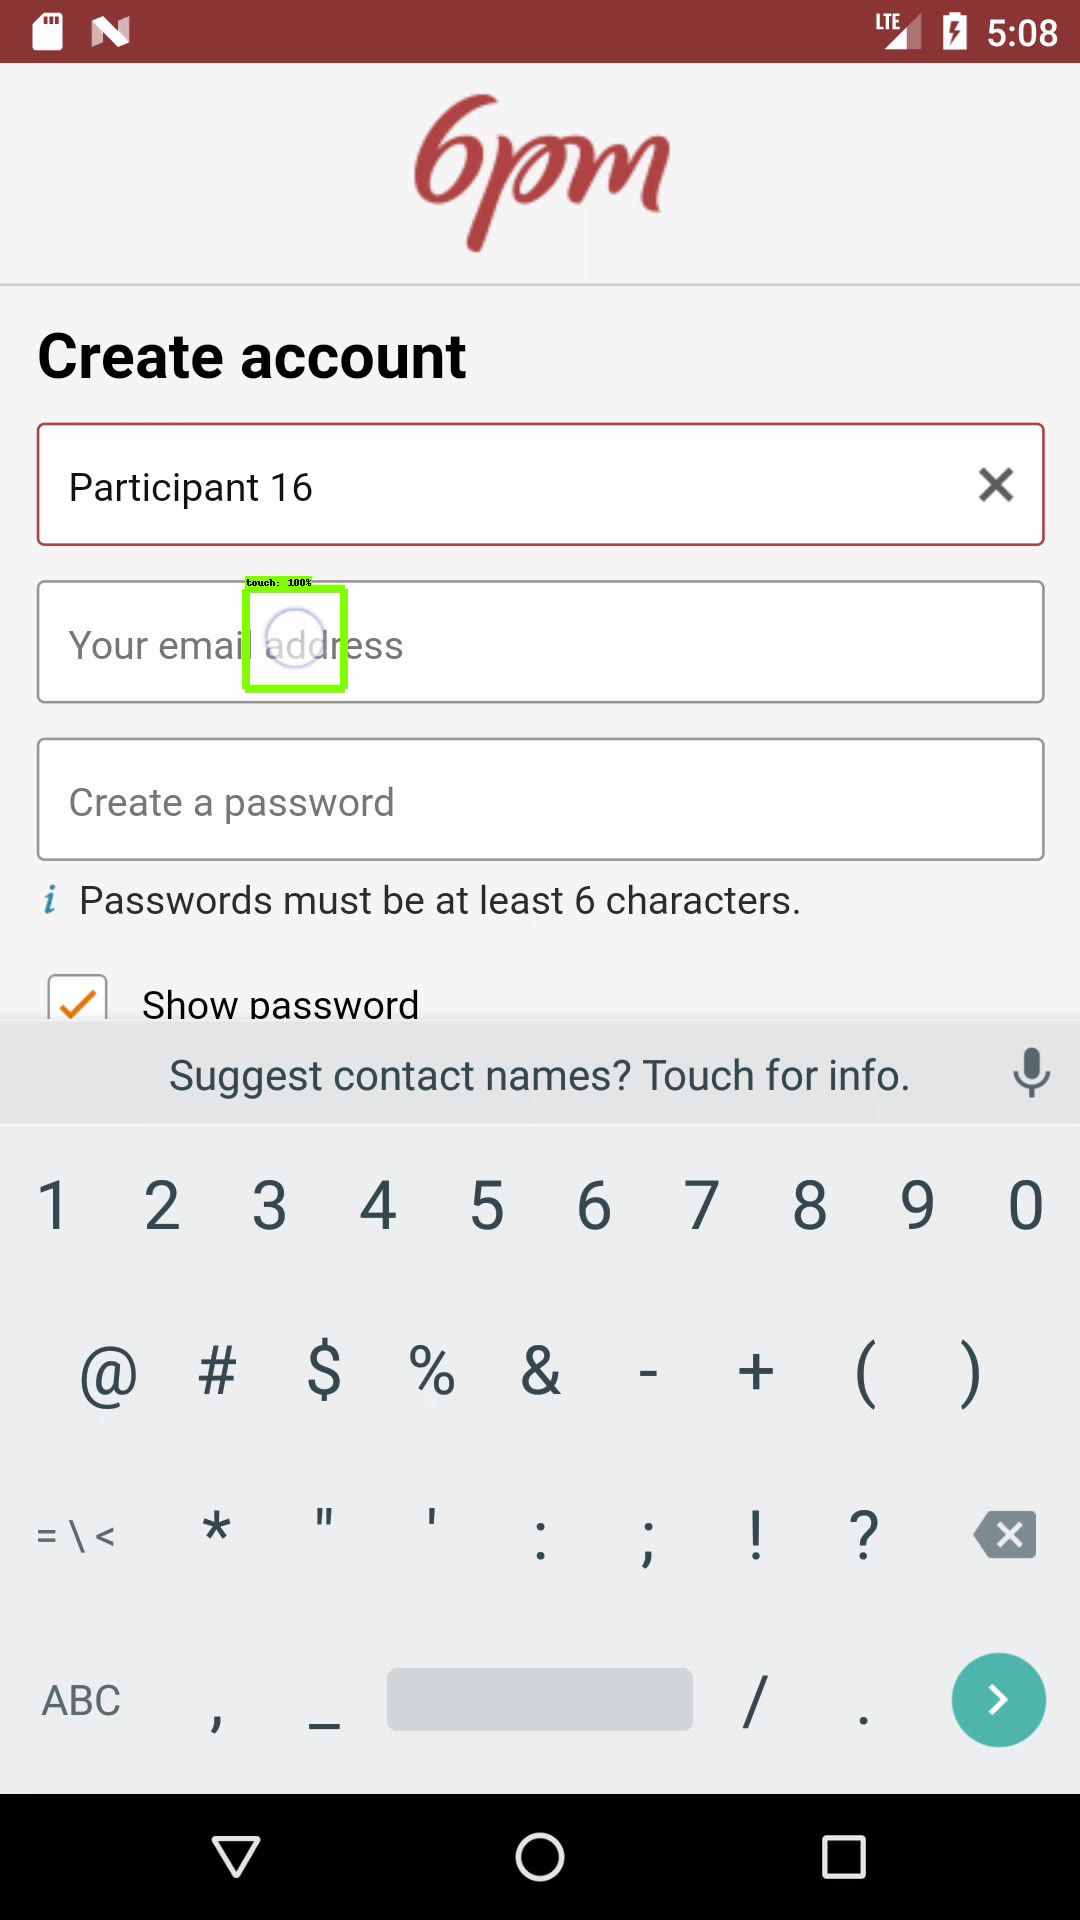 LTE 5:08
6pm
Create account
Participant 16
touch: 100%
Your email address
Create a password
i Passwords must be at least 6 characters.
Show password
Suggest contact names? Touch for info.
1 2 3 4 5 6 7 8 9 0
@ # $ % & - + ( )
= \ < * " ' : ; ! ?
ABC , _ / .